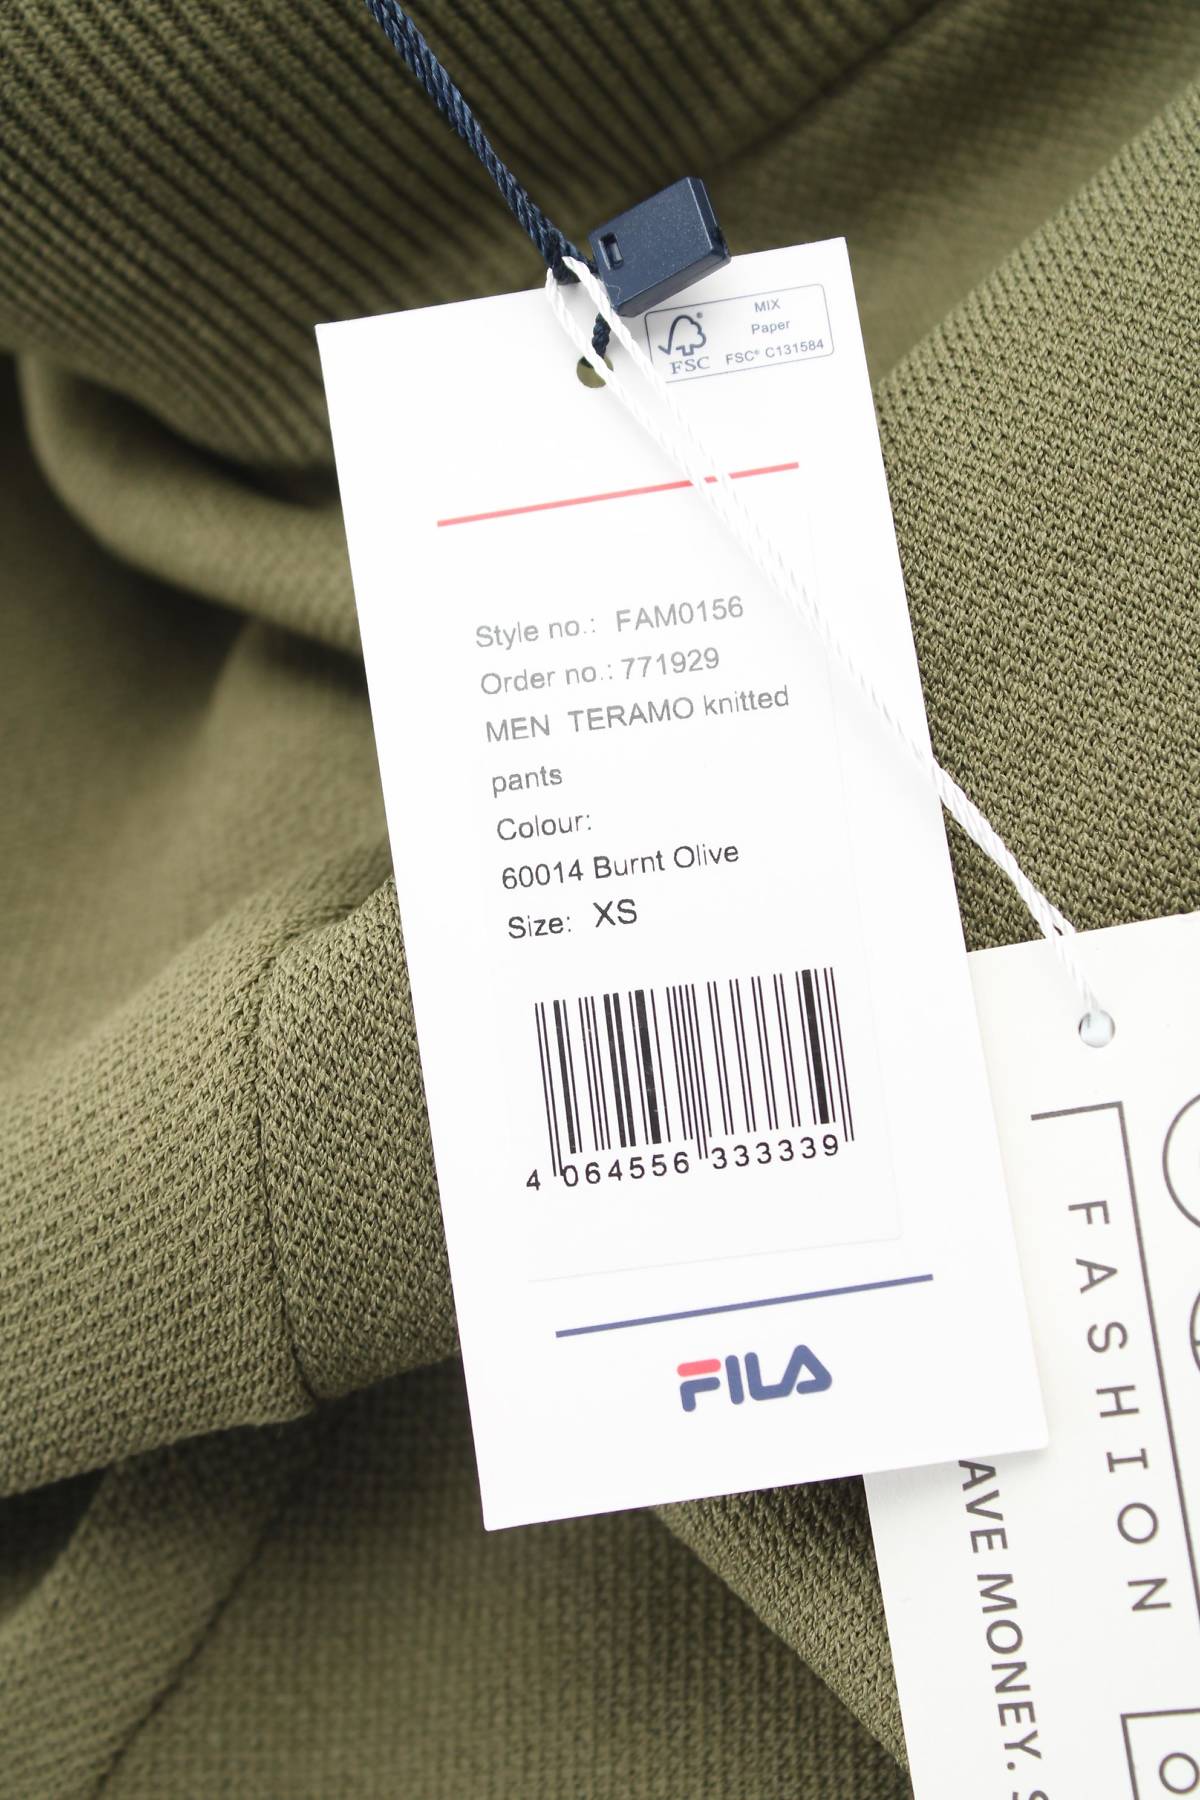 MIX
Paper
FSC® C131584
FSC
Style no.: FAM0156
Order no.: 771929
MEN TERAMO knitted
pants
Colour:
60014 Burnt Olive
Size: XS
4 064556 333339
FILA
FASHION
AVE MONEY.